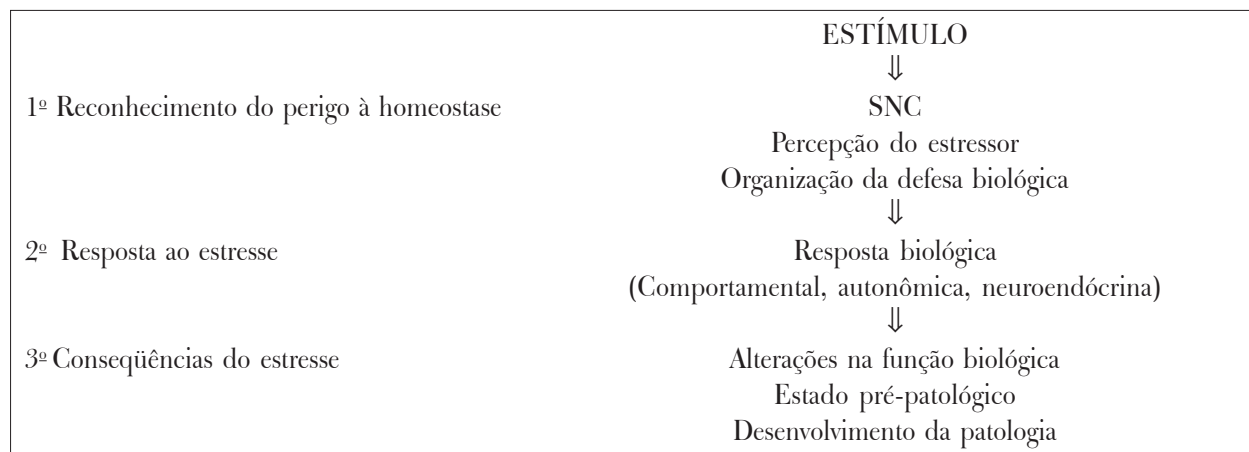 ESTÍMULO
⇓
1º Reconhecimento do perigo à homeostase SNC
Percepção do estressor
Organização da defesa biológica
⇓
2º Resposta ao estresse Resposta biológica
(Comportamental, autonômica, neuroendócrina)
⇓
3º Conseqüências do estresse Alterações na função biológica
Estado pré-patológico
Desenvolvimento da patologia